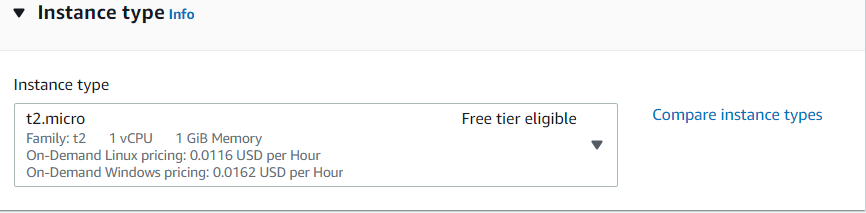 Instance type Info
Instance type
t2.micro Free tier eligible
Family: t2 1 vCPU 1 GiB Memory
On-Demand Linux pricing: 0.0116 USD per Hour
On-Demand Windows pricing: 0.0162 USD per Hour
Compare instance types